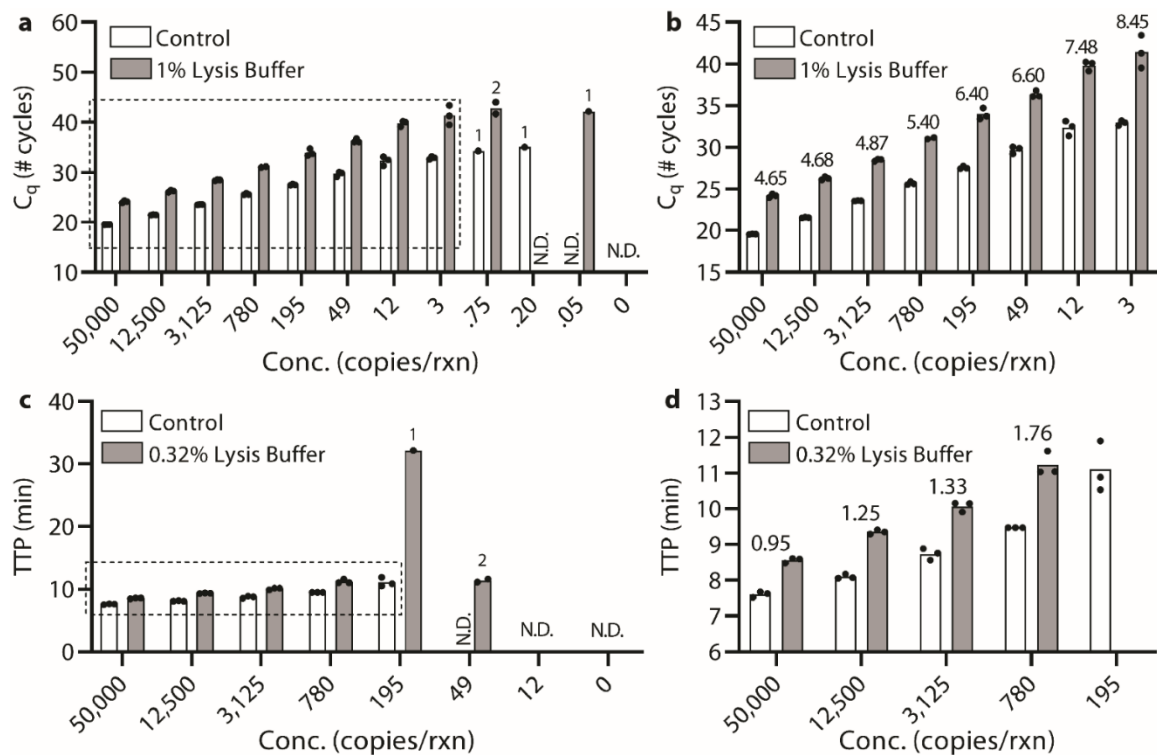 a
60
50
40
30
20
10
Cq (# cycles)
Control
1% Lysis Buffer
1
2
1
1
N.D.
N.D.
N.D.
50,000
12,500
3,125
780
195
49
12
3
.75
.20
.05
0
Conc. (copies/rxn)
b
45
40
35
30
25
20
15
Cq (# cycles)
Control
1% Lysis Buffer
4.65
4.68
4.87
5.40
6.40
6.60
7.48
8.45
50,000
12,500
3,125
780
195
49
12
3
Conc. (copies/rxn)
c
40
30
20
10
0
TTP (min)
Control
0.32% Lysis Buffer
1
2
N.D.
N.D.
N.D.
50,000
12,500
3,125
780
195
49
12
0
Conc. (copies/rxn)
d
13
12
11
10
9
8
7
6
TTP (min)
Control
0.32% Lysis Buffer
0.95
1.25
1.33
1.76
50,000
12,500
3,125
780
195
Conc. (copies/rxn)